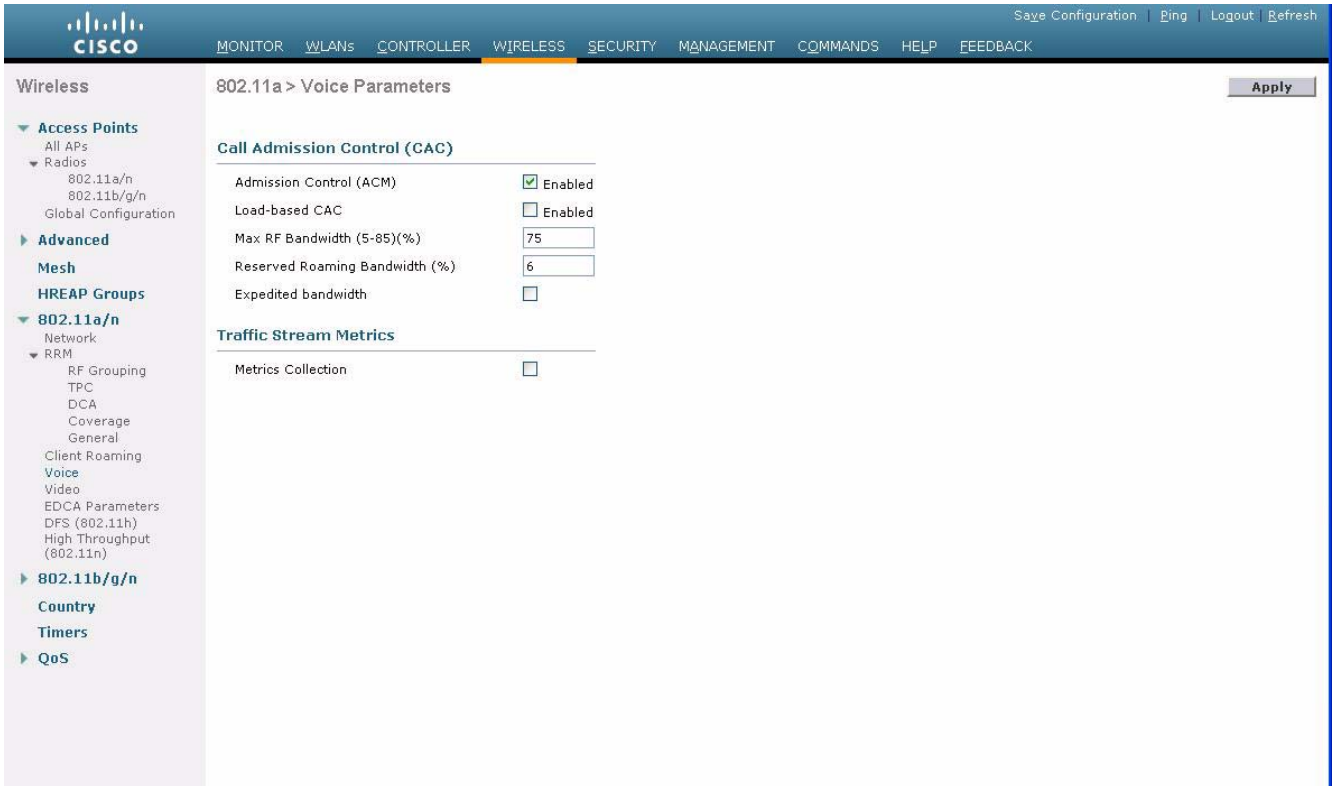 Save Configuration | Ping | Logout | Refresh
CISCO
MONITOR WLANs CONTROLLER WIRELESS SECURITY MANAGEMENT COMMANDS HELP FEEDBACK
Wireless
Access Points
All APs
Radios
802.11a/n
802.11b/g/n
Global Configuration
Advanced
Mesh
HREAP Groups
802.11a/n
Network
RRM
RF Grouping
TPC
DCA
Coverage
General
Client Roaming
Voice
Video
EDCA Parameters
DFS (802.11h)
High Throughput
(802.11n)
802.11b/g/n
Country
Timers
QoS
802.11a > Voice Parameters
Apply
Call Admission Control (CAC)
Admission Control (ACM) Enabled
Load-based CAC Enabled
Max RF Bandwidth (5-85)(%) 75
Reserved Roaming Bandwidth (%) 6
Expedited bandwidth
Traffic Stream Metrics
Metrics Collection